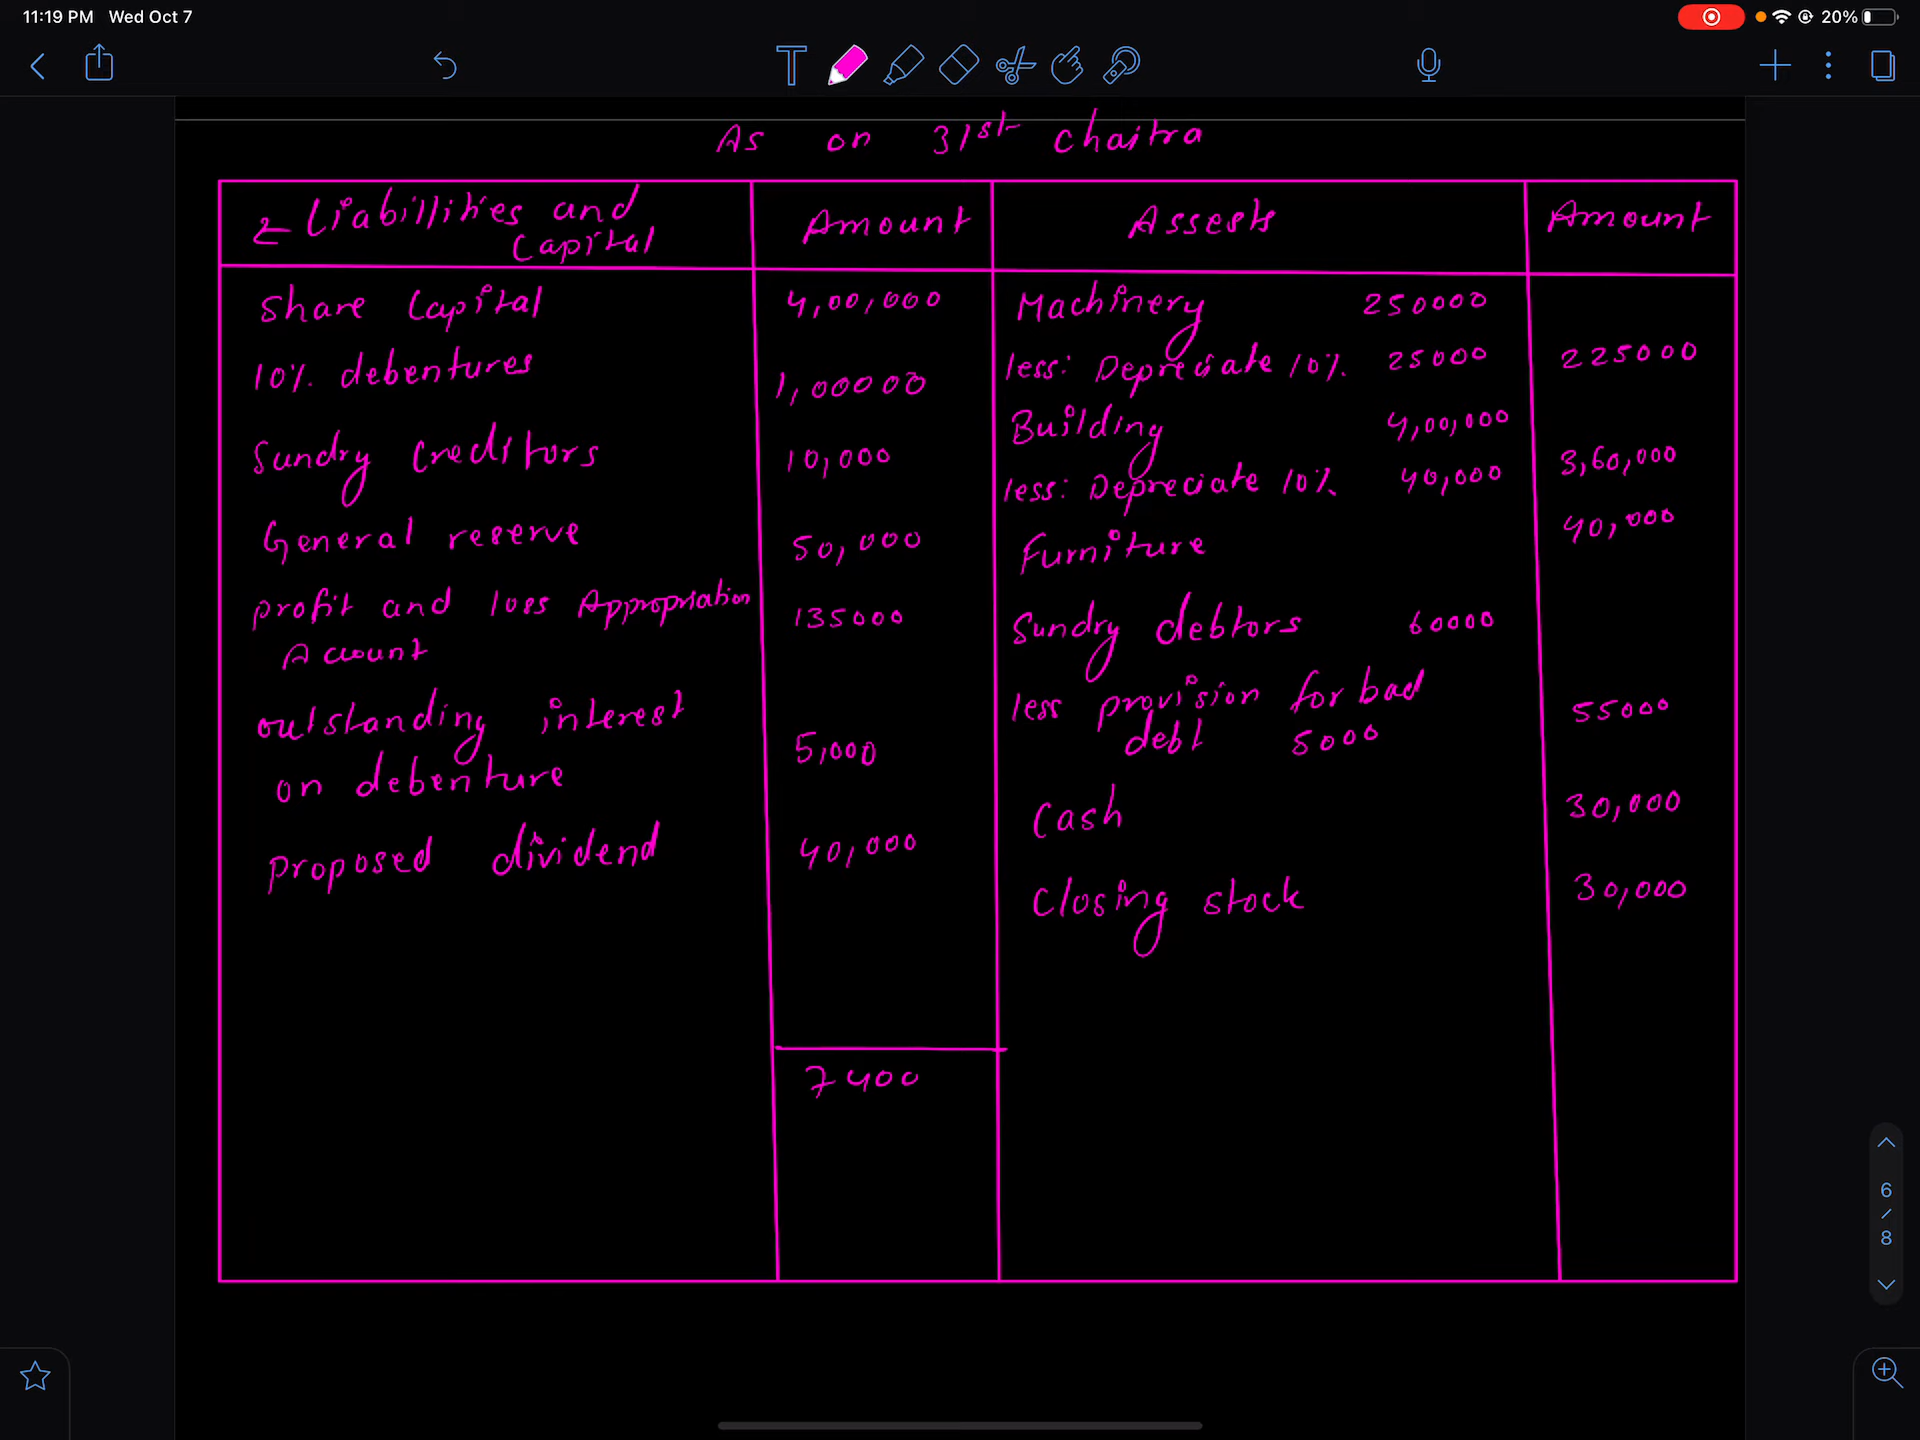 11:19 PM Wed Oct 7
20%
As on 31st chaitra
Liabillities and Capital
Amount
Assests
Amount
Share Capital 4,00,000
10% debentures 1,00000
Sundry Creditors 10,000
General reserve 50,000
profit and loss Appropriation 135000
Account
outstanding interest
on debenture 5,000
proposed dividend 40,000
7400
Machinery 250000
less: Depreciate 10% 25000 225000
Building 4,00,000
less: Depreciate 10% 40,000 3,60,000
Furniture 40,000
Sundry debtors 60000
less provision for bad
debt 5000 55000
Cash 30,000
Closing stock 30,000
6
/
8